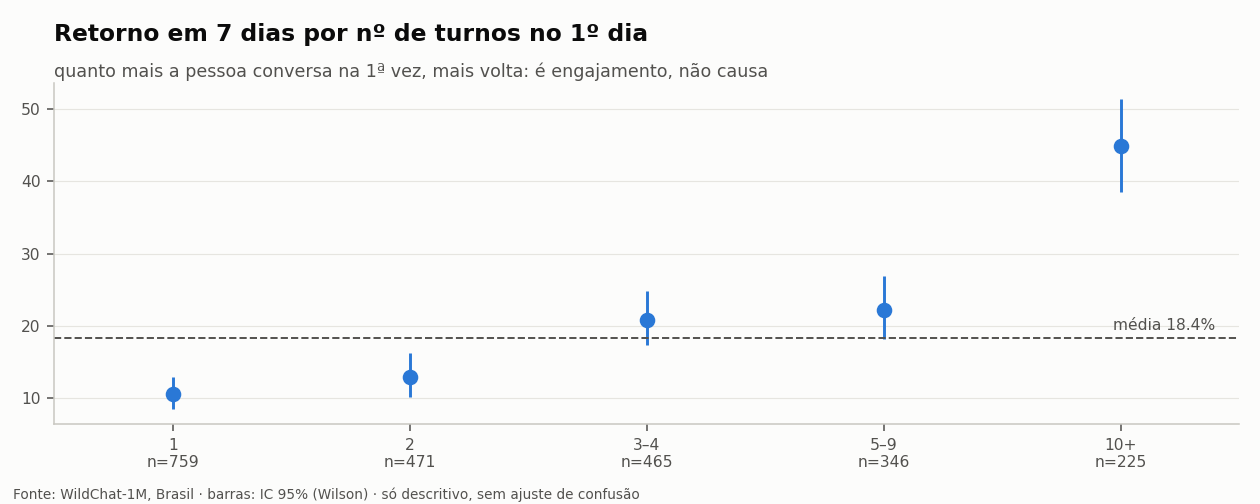 Retorno em 7 dias por nº de turnos no 1º dia
quanto mais a pessoa conversa na 1ª vez, mais volta: é engajamento, não causa
50
40
30
20
10
média 18.4%
1
n=759
2
n=471
3–4
n=465
5–9
n=346
10+
n=225
Fonte: WildChat-1M, Brasil · barras: IC 95% (Wilson) · só descritivo, sem ajuste de confusão